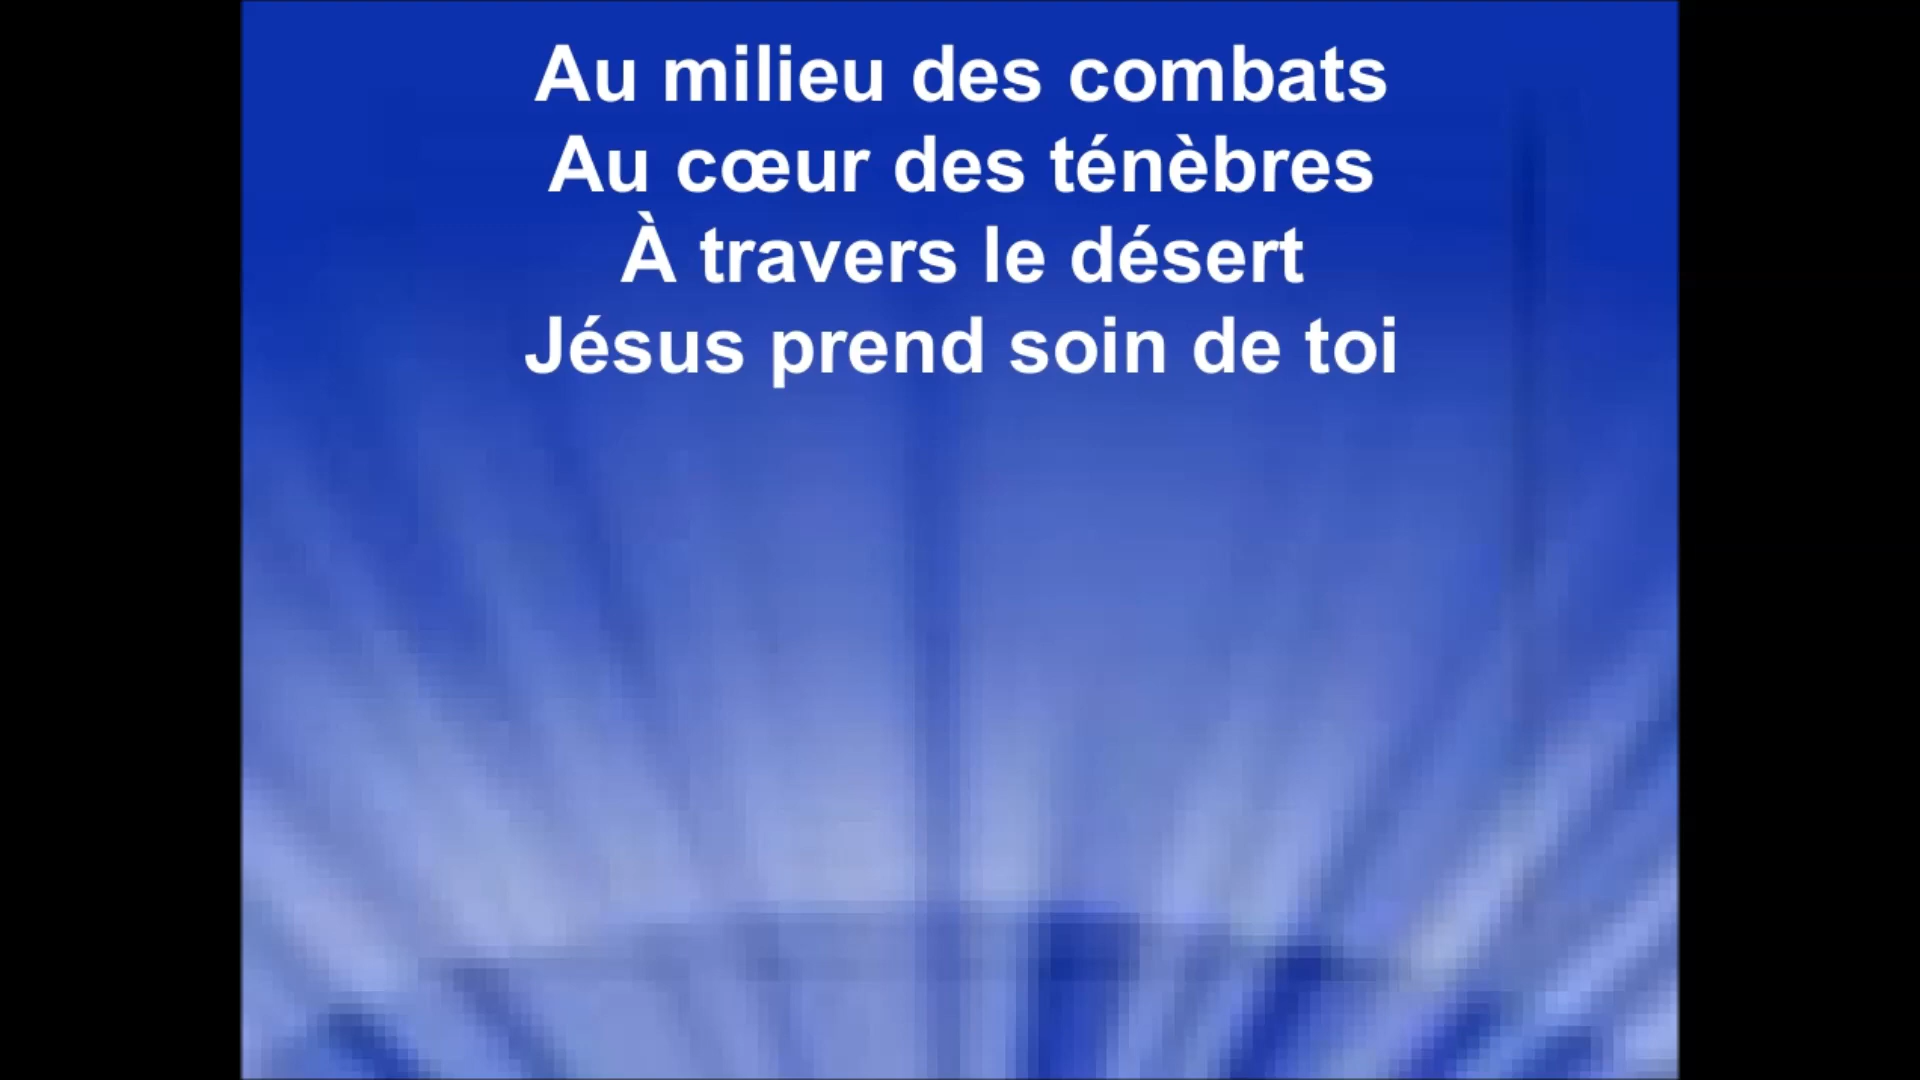 Au milieu des combats
Au cœur des ténèbres
À travers le désert
Jésus prend soin de toi